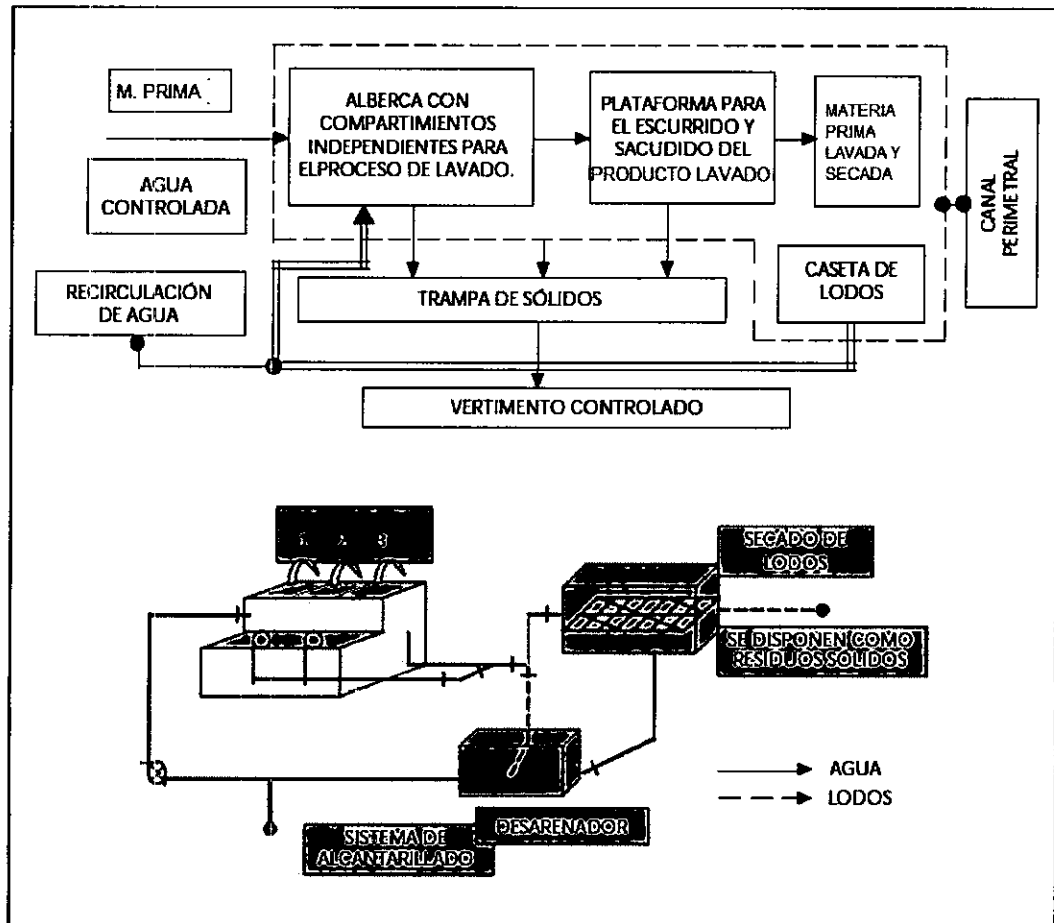 M. PRIMA
ALBERCA CON
COMPARTIMIENTOS
INDEPENDIENTES PARA
ELPROCESO DE LAVADO.
PLATAFORMA PARA
EL ESCURRIDO Y
SACUDIDO DEL
PRODUCTO LAVADO
MATERIA
PRIMA
LAVADA Y
SECADA
AGUA
CONTROLADA
CANAL
PERIMETRAL
RECIRCULACIÓN
DE AGUA
TRAMPA DE SÓLIDOS
CASETA DE
LODOS
VERTIMENTO CONTROLADO
SECADO DE
LODOS
SE DISPONEN COMO
RESIDUOS SÓLIDOS
AGUA
LODOS
DESARENADOR
SISTEMA DE
ALCANTARILLADO